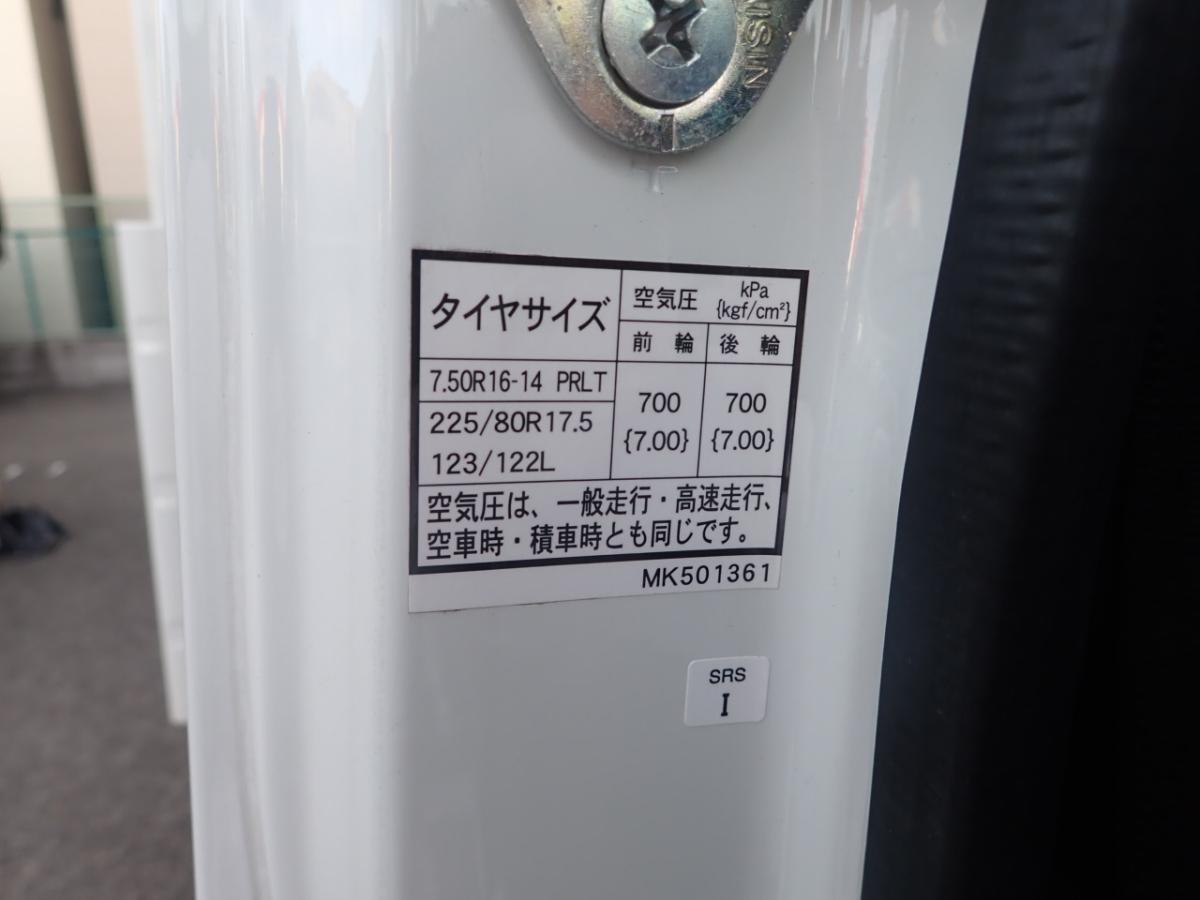 AISIN
タイヤサイズ
空気圧 kPa
{kgf/cm²}
前輪 後輪
7.50R16-14 PRLT
225/80R17.5
123/122L
700 700
{7.00} {7.00}
空気圧は、一般走行・高速走行、
空車時・積車時とも同じです。
MK501361
SRS
I